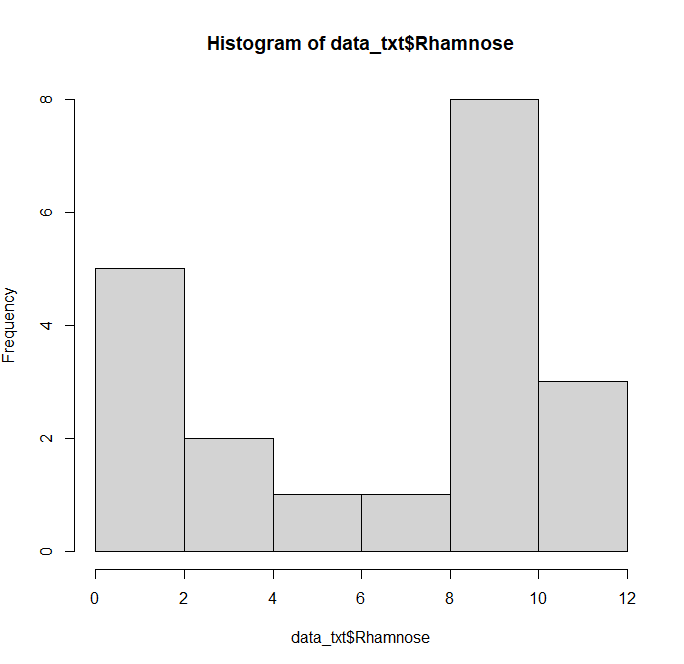 Histogram of data_txt$Rhamnose
8
6
4
2
0
Frequency
0 2 4 6 8 10 12
data_txt$Rhamnose